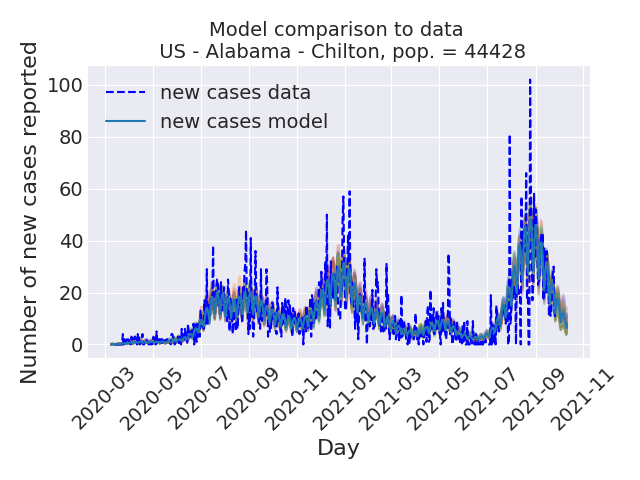 Model comparison to data
US - Alabama - Chilton, pop. = 44428
Number of new cases reported
100
80
60
40
20
0
new cases data
new cases model
2020-03
2020-05
2020-07
2020-09
2020-11
2021-01
2021-03
2021-05
2021-07
2021-09
2021-11
Day